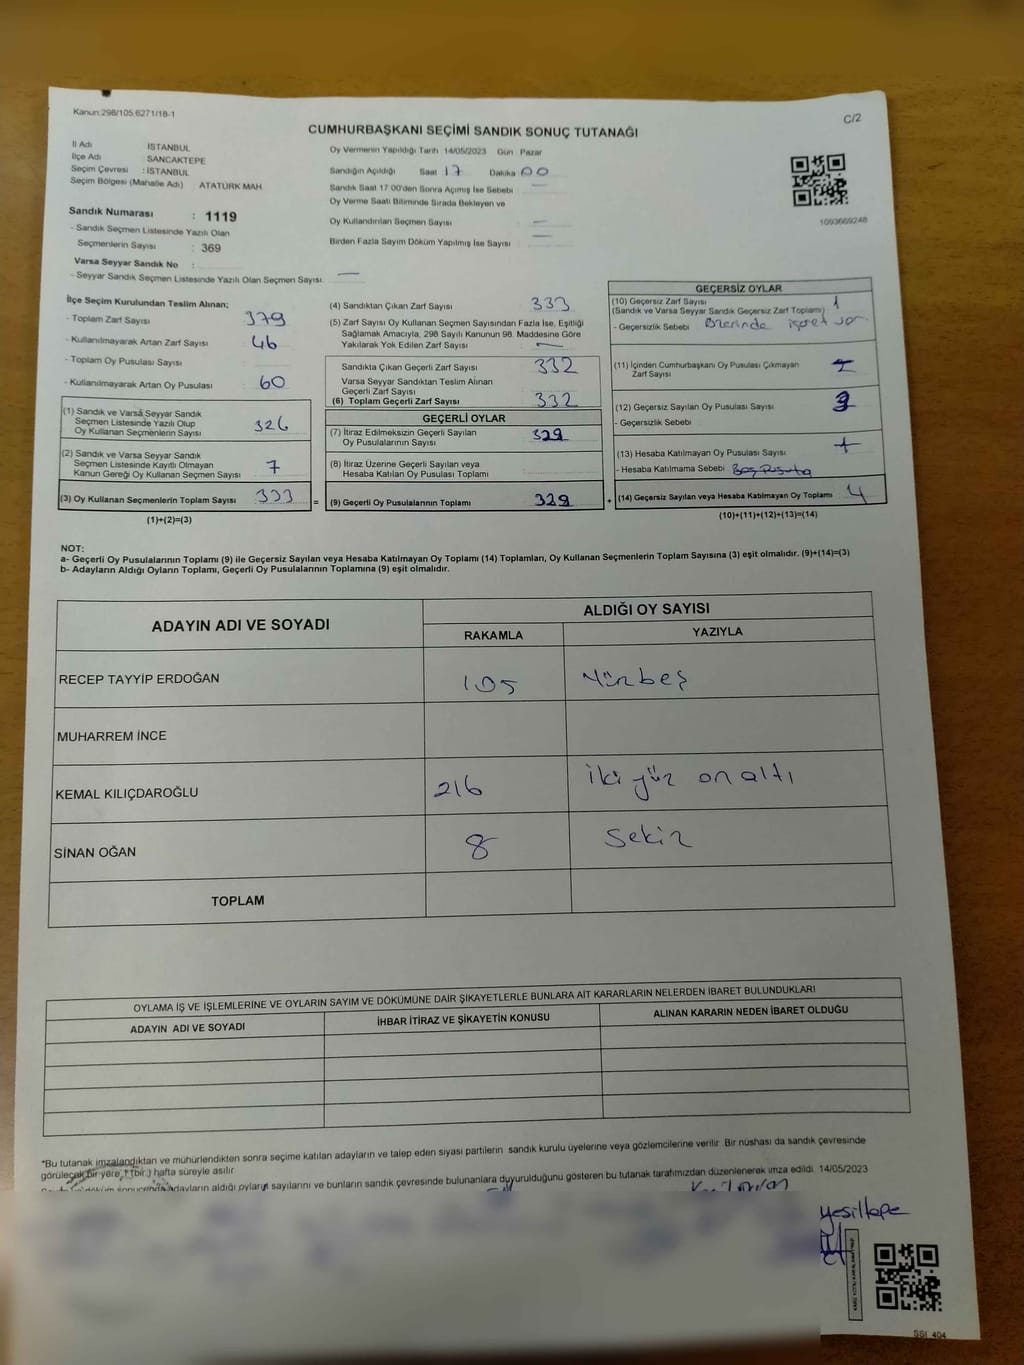 Kanun:298/105,6271/18-1
C/2
CUMHURBAŞKANI SEÇİMİ SANDIK SONUÇ TUTANAĞI
İl Adı İSTANBUL
İlçe Adı SANCAKTEPE
Seçim Çevresi : İSTANBUL
Seçim Bölgesi (Mahalle Adı) ATATÜRK MAH.
Sandık Numarası : 1119
- Sandık Seçmen Listesinde Yazılı Olan
Seçmenlerin Sayısı : 369
Varsa Seyyar Sandık No :
- Seyyar Sandık Seçmen Listesinde Yazılı Olan Seçmen Sayısı —
Oy Vermenin Yapıldığı Tarih 14/05/2023 Gün Pazar
Sandığın Açıldığı Saat 17 Dakika 00
Sandık Saat 17 00'den Sonra Açımış İse Sebebi —
Oy Verme Saati Bitiminde Sırada Bekleyen ve
Oy Kullandırılan Seçmen Sayısı —
Birden Fazla Sayım Döküm Yapılmış İse Sayısı —
1093669248
İlçe Seçim Kurulundan Teslim Alınan;
- Toplam Zarf Sayısı 379
- Kullanılmayarak Artan Zarf Sayısı 46
- Toplam Oy Pusulası Sayısı
- Kullanılmayarak Artan Oy Pusulası 60
(1) Sandık ve Varsa Seyyar Sandık
Seçmen Listesinde Yazılı Olup
Oy Kullanan Seçmenlerin Sayısı 326
(2) Sandık ve Varsa Seyyar Sandık
Seçmen Listesinde Kayıtlı Olmayan
Kanun Gereği Oy Kullanan Seçmen Sayısı 7
(3) Oy Kullanan Seçmenlerin Toplam Sayısı 333 =
(1)+(2)=(3)
(4) Sandıktan Çıkan Zarf Sayısı 333
(5) Zarf Sayısı Oy Kullanan Seçmen Sayısından Fazla İse, Eşitliği
Sağlamak Amacıyla, 298 Sayılı Kanunun 98. Maddesine Göre
Yakılarak Yok Edilen Zarf Sayısı —
Sandıkta Çıkan Geçerli Zarf Sayısı 332
Varsa Seyyar Sandıktan Teslim Alınan
Geçerli Zarf Sayısı
(6) Toplam Geçerli Zarf Sayısı 332
GEÇERLİ OYLAR
(7) İtiraz Edilmeksizin Geçerli Sayılan
Oy Pusulalarının Sayısı 329
(8) İtiraz Üzerine Geçerli Sayılan veya
Hesaba Katılan Oy Pusulası Toplamı
(9) Geçerli Oy Pusulalarının Toplamı 329 +
GEÇERSİZ OYLAR
(10) Geçersiz Zarf Sayısı 1
(Sandık ve Varsa Seyyar Sandık Geçersiz Zarf Toplamı)
- Geçersizlik Sebebi üzerinde işaret var
(11) İçinden Cumhurbaşkanı Oy Pusulası Çıkmayan
Zarf Sayısı
(12) Geçersiz Sayılan Oy Pusulası Sayısı 3
- Geçersizlik Sebebi
(13) Hesaba Katılmayan Oy Pusulası Sayısı
- Hesaba Katılmama Sebebi Boş Pusula
(14) Geçersiz Sayılan veya Hesaba Katılmayan Oy Toplamı 4
(10)+(11)+(12)+(13)=(14)
NOT:
a- Geçerli Oy Pusulalarının Toplamı (9) ile Geçersiz Sayılan veya Hesaba Katılmayan Oy Toplamı (14) Toplamları, Oy Kullanan Seçmenlerin Toplam Sayısına (3) eşit olmalıdır. (9)+(14)=(3)
b- Adayların Aldığı Oyların Toplamı, Geçerli Oy Pusulalarının Toplamına (9) eşit olmalıdır.
ADAYIN ADI VE SOYADI
ALDIĞI OY SAYISI
RAKAMLA YAZIYLA
RECEP TAYYİP ERDOĞAN 105 Yüzbeş
MUHARREM İNCE
KEMAL KILIÇDAROĞLU 216 İki yüz on altı
SİNAN OĞAN 8 Sekiz
TOPLAM
OYLAMA İŞ VE İŞLEMLERİNE VE OYLARIN SAYIM VE DÖKÜMÜNE DAİR ŞİKAYETLERLE BUNLARA AİT KARARLARIN NELERDEN İBARET BULUNDUKLARI
ADAYIN ADI VE SOYADI İHBAR İTİRAZ VE ŞİKAYETİN KONUSU ALINAN KARARIN NEDEN İBARET OLDUĞU
*Bu tutanak imzalandıktan ve mühürlendikten sonra seçime katılan adayların ve talep eden siyasi partilerin sandık kurulu üyelerine veya gözlemcilerine verilir. Bir nüshası da sandık çevresinde
görülecek bir yere 1 (bir) hafta süreyle asılır.
adayların aldığı oyların sayılarını ve bunların sandık çevresinde bulunanlara duyurulduğunu gösteren bu tutanak tarafımızdan düzenlenerek imza edildi. 14/05/2023
yesiltepe
SSI_404